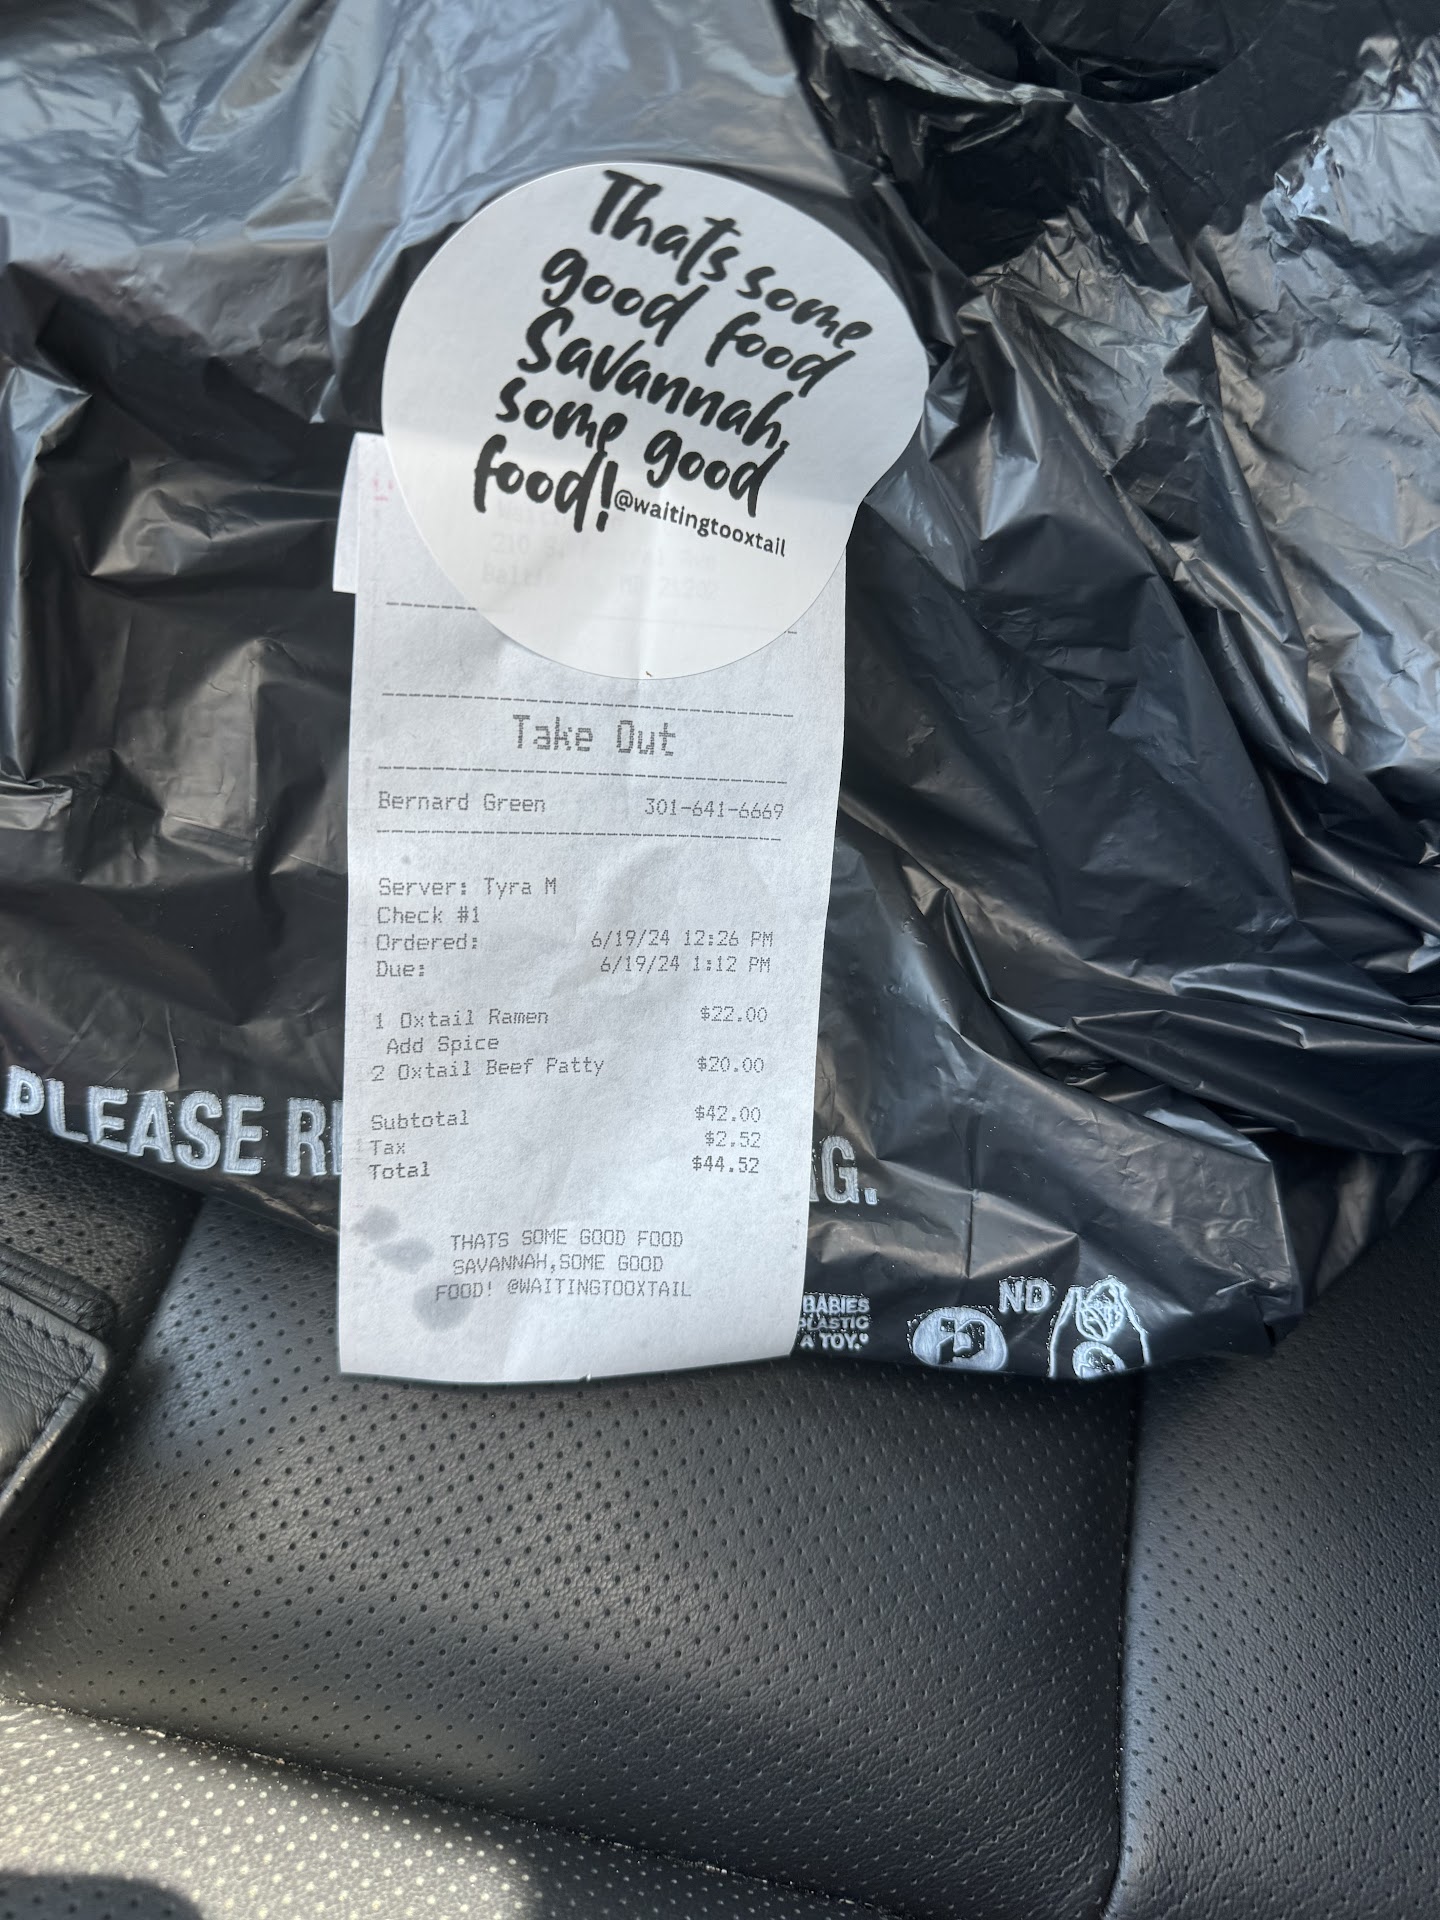 Thats some
good food
Savannah,
some good
food!
@waitingtooxtail
Take Out
Bernard Green 301-641-6669
Server: Tyra M
Check #1
Ordered: 6/19/24 12:26 PM
Due: 6/19/24 1:12 PM
1 Oxtail Ramen $22.00
Add Spice
2 Oxtail Beef Patty $20.00
Subtotal $42.00
Tax $2.52
Total $44.52
THATS SOME GOOD FOOD
SAVANNAH,SOME GOOD
FOOD! @WAITINGTOOXTAIL
PLEASE
BABIES
PLASTIC
A TOY.